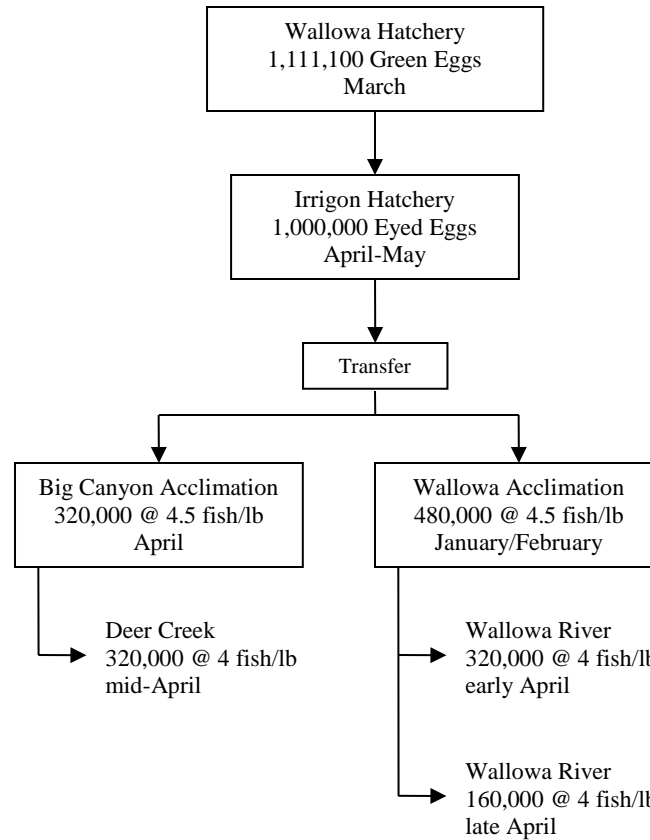 Wallowa Hatchery
1,111,100 Green Eggs
March
Irrigon Hatchery
1,000,000 Eyed Eggs
April-May
Transfer
Big Canyon Acclimation
320,000 @ 4.5 fish/lb
April
Wallowa Acclimation
480,000 @ 4.5 fish/lb
January/February
Deer Creek
320,000 @ 4 fish/lb
mid-April
Wallowa River
320,000 @ 4 fish/lb
early April
Wallowa River
160,000 @ 4 fish/lb
late April